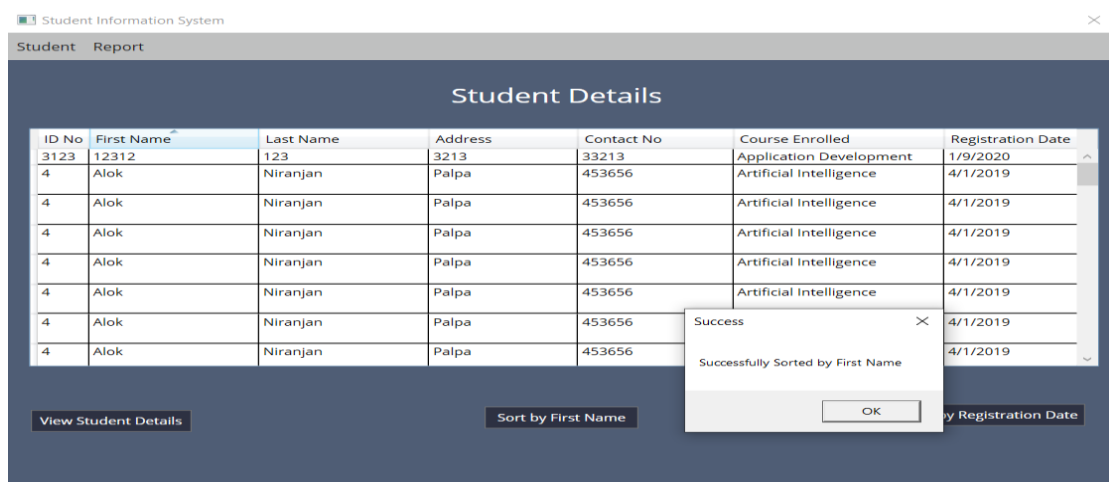 Student Information System
Student Report
Student Details
ID No First Name Last Name Address Contact No Course Enrolled Registration Date
3123 12312 123 3213 33213 Application Development 1/9/2020
4 Alok Niranjan Palpa 453656 Artificial Intelligence 4/1/2019
4 Alok Niranjan Palpa 453656 Artificial Intelligence 4/1/2019
4 Alok Niranjan Palpa 453656 Artificial Intelligence 4/1/2019
4 Alok Niranjan Palpa 453656 Artificial Intelligence 4/1/2019
4 Alok Niranjan Palpa 453656 Artificial Intelligence 4/1/2019
4 Alok Niranjan Palpa 453656 4/1/2019
4 Alok Niranjan Palpa 453656 4/1/2019
Success
Successfully Sorted by First Name
OK
View Student Details Sort by First Name by Registration Date